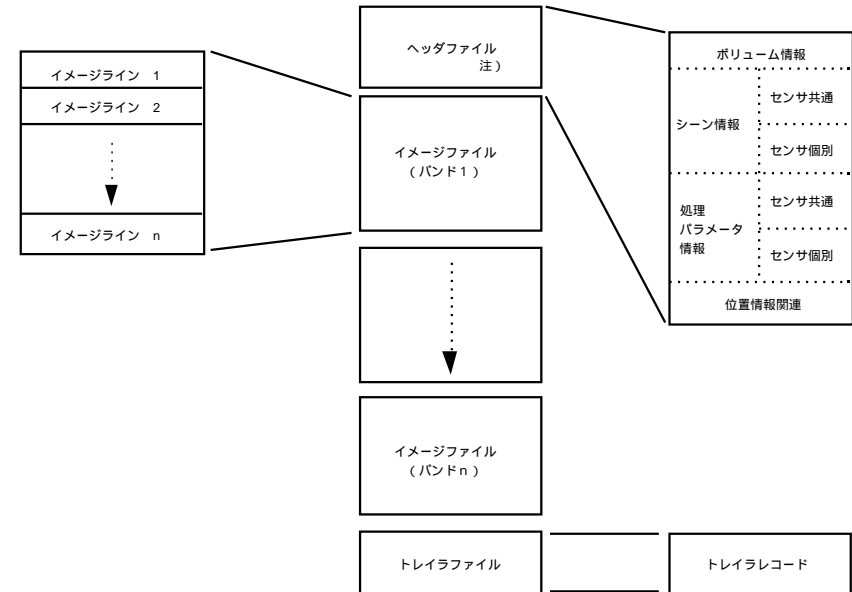 イメージライン 1
イメージライン 2
イメージライン n
ヘッダファイル
注)
イメージファイル
(バンド1)
イメージファイル
(バンドn)
トレイラファイル
ボリューム情報
シーン情報
センサ共通
センサ個別
処理
パラメータ
情報
センサ共通
センサ個別
位置情報関連
トレイラレコード